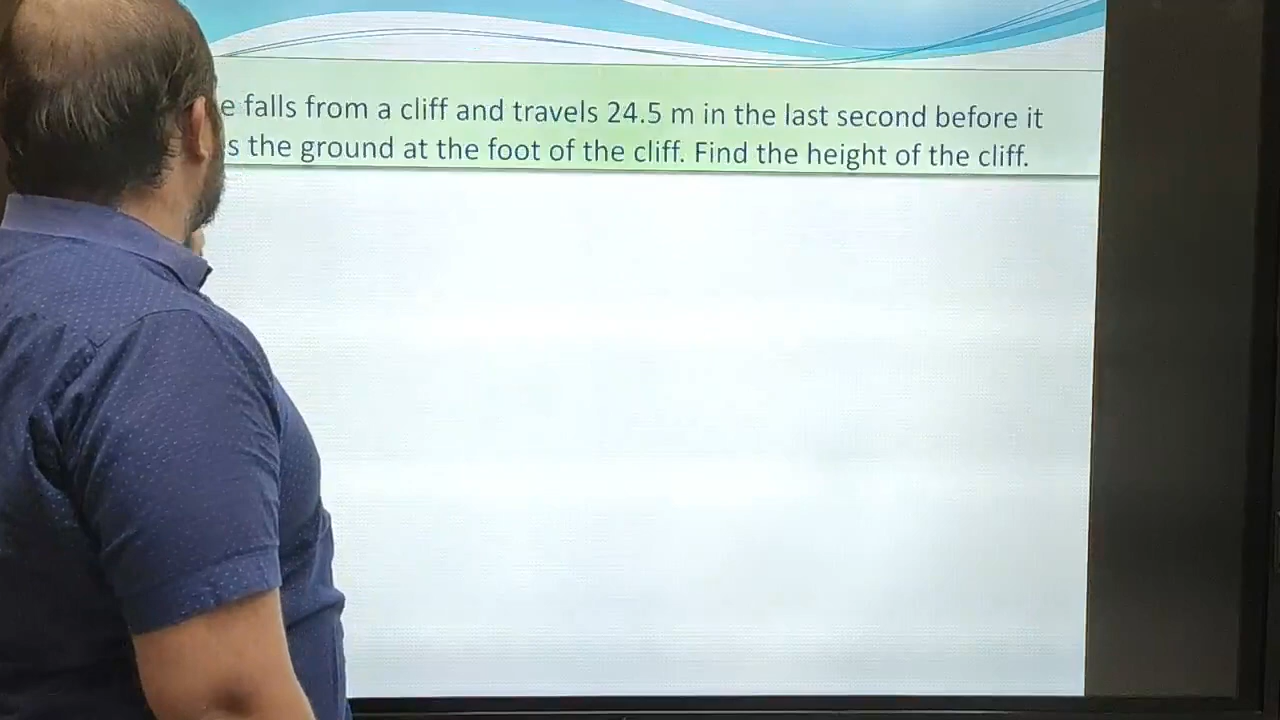 e falls from a cliff and travels 24.5 m in the last second before it
s the ground at the foot of the cliff. Find the height of the cliff.